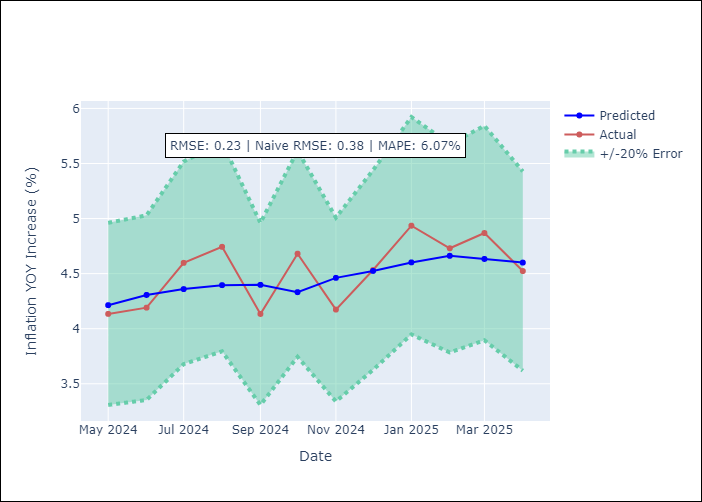 RMSE: 0.23 | Naive RMSE: 0.38 | MAPE: 6.07%
Predicted
Actual
+/-20% Error
Inflation YOY Increase (%)
6
5.5
5
4.5
4
3.5
May 2024
Jul 2024
Sep 2024
Nov 2024
Jan 2025
Mar 2025
Date